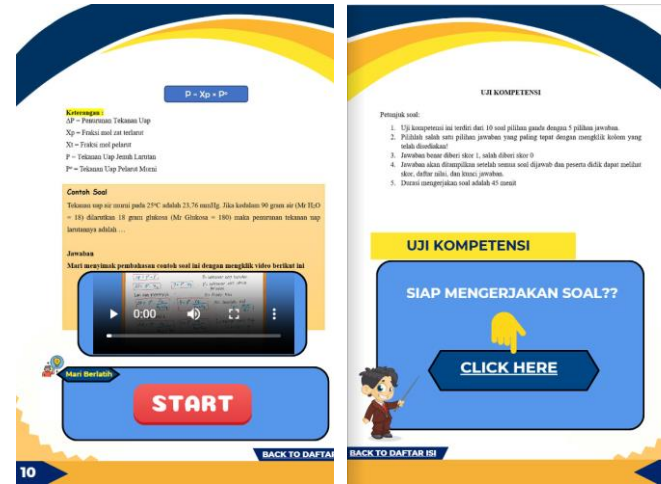 P = Xp × P°
Keterangan :
ΔP = Penurunan Tekanan Uap
Xp = Fraksi mol zat terlarut
Xt = Fraksi mol pelarut
P = Tekanan Uap Jenuh Larutan
P° = Tekanan Uap Pelarut Murni
Contoh Soal
Tekanan uap air murni pada 25°C adalah 23,76 mmHg. Jika kedalam 90 gram air (Mr H₂O
= 18) dilarutkan 18 gram glukosa (Mr Glukosa = 180) maka penurunan tekanan uap
larutannya adalah …
Jawaban
Mari menyimak pembahasan contoh soal ini dengan mengklik video berikut ini
0:00
Mari Berlatih
START
BACK TO DAFTA
10
UJI KOMPETENSI
Petunjuk soal:
1. Uji kompetensi ini terdiri dari 10 soal pilihan ganda dengan 5 pilihan jawaban.
2. Pilihlah salah satu pilihan jawaban yang paling tepat dengan mengklik kolom yang
telah disediakan!
3. Jawaban benar diberi skor 1, salah diberi skor 0
4. Jawaban akan ditampilkan setelah semua soal dijawab dan peserta didik dapat melihat
skor, daftar nilai, dan kunci jawaban.
5. Durasi mengerjakan soal adalah 45 menit
UJI KOMPETENSI
SIAP MENGERJAKAN SOAL??
CLICK HERE
BACK TO DAFTAR ISI